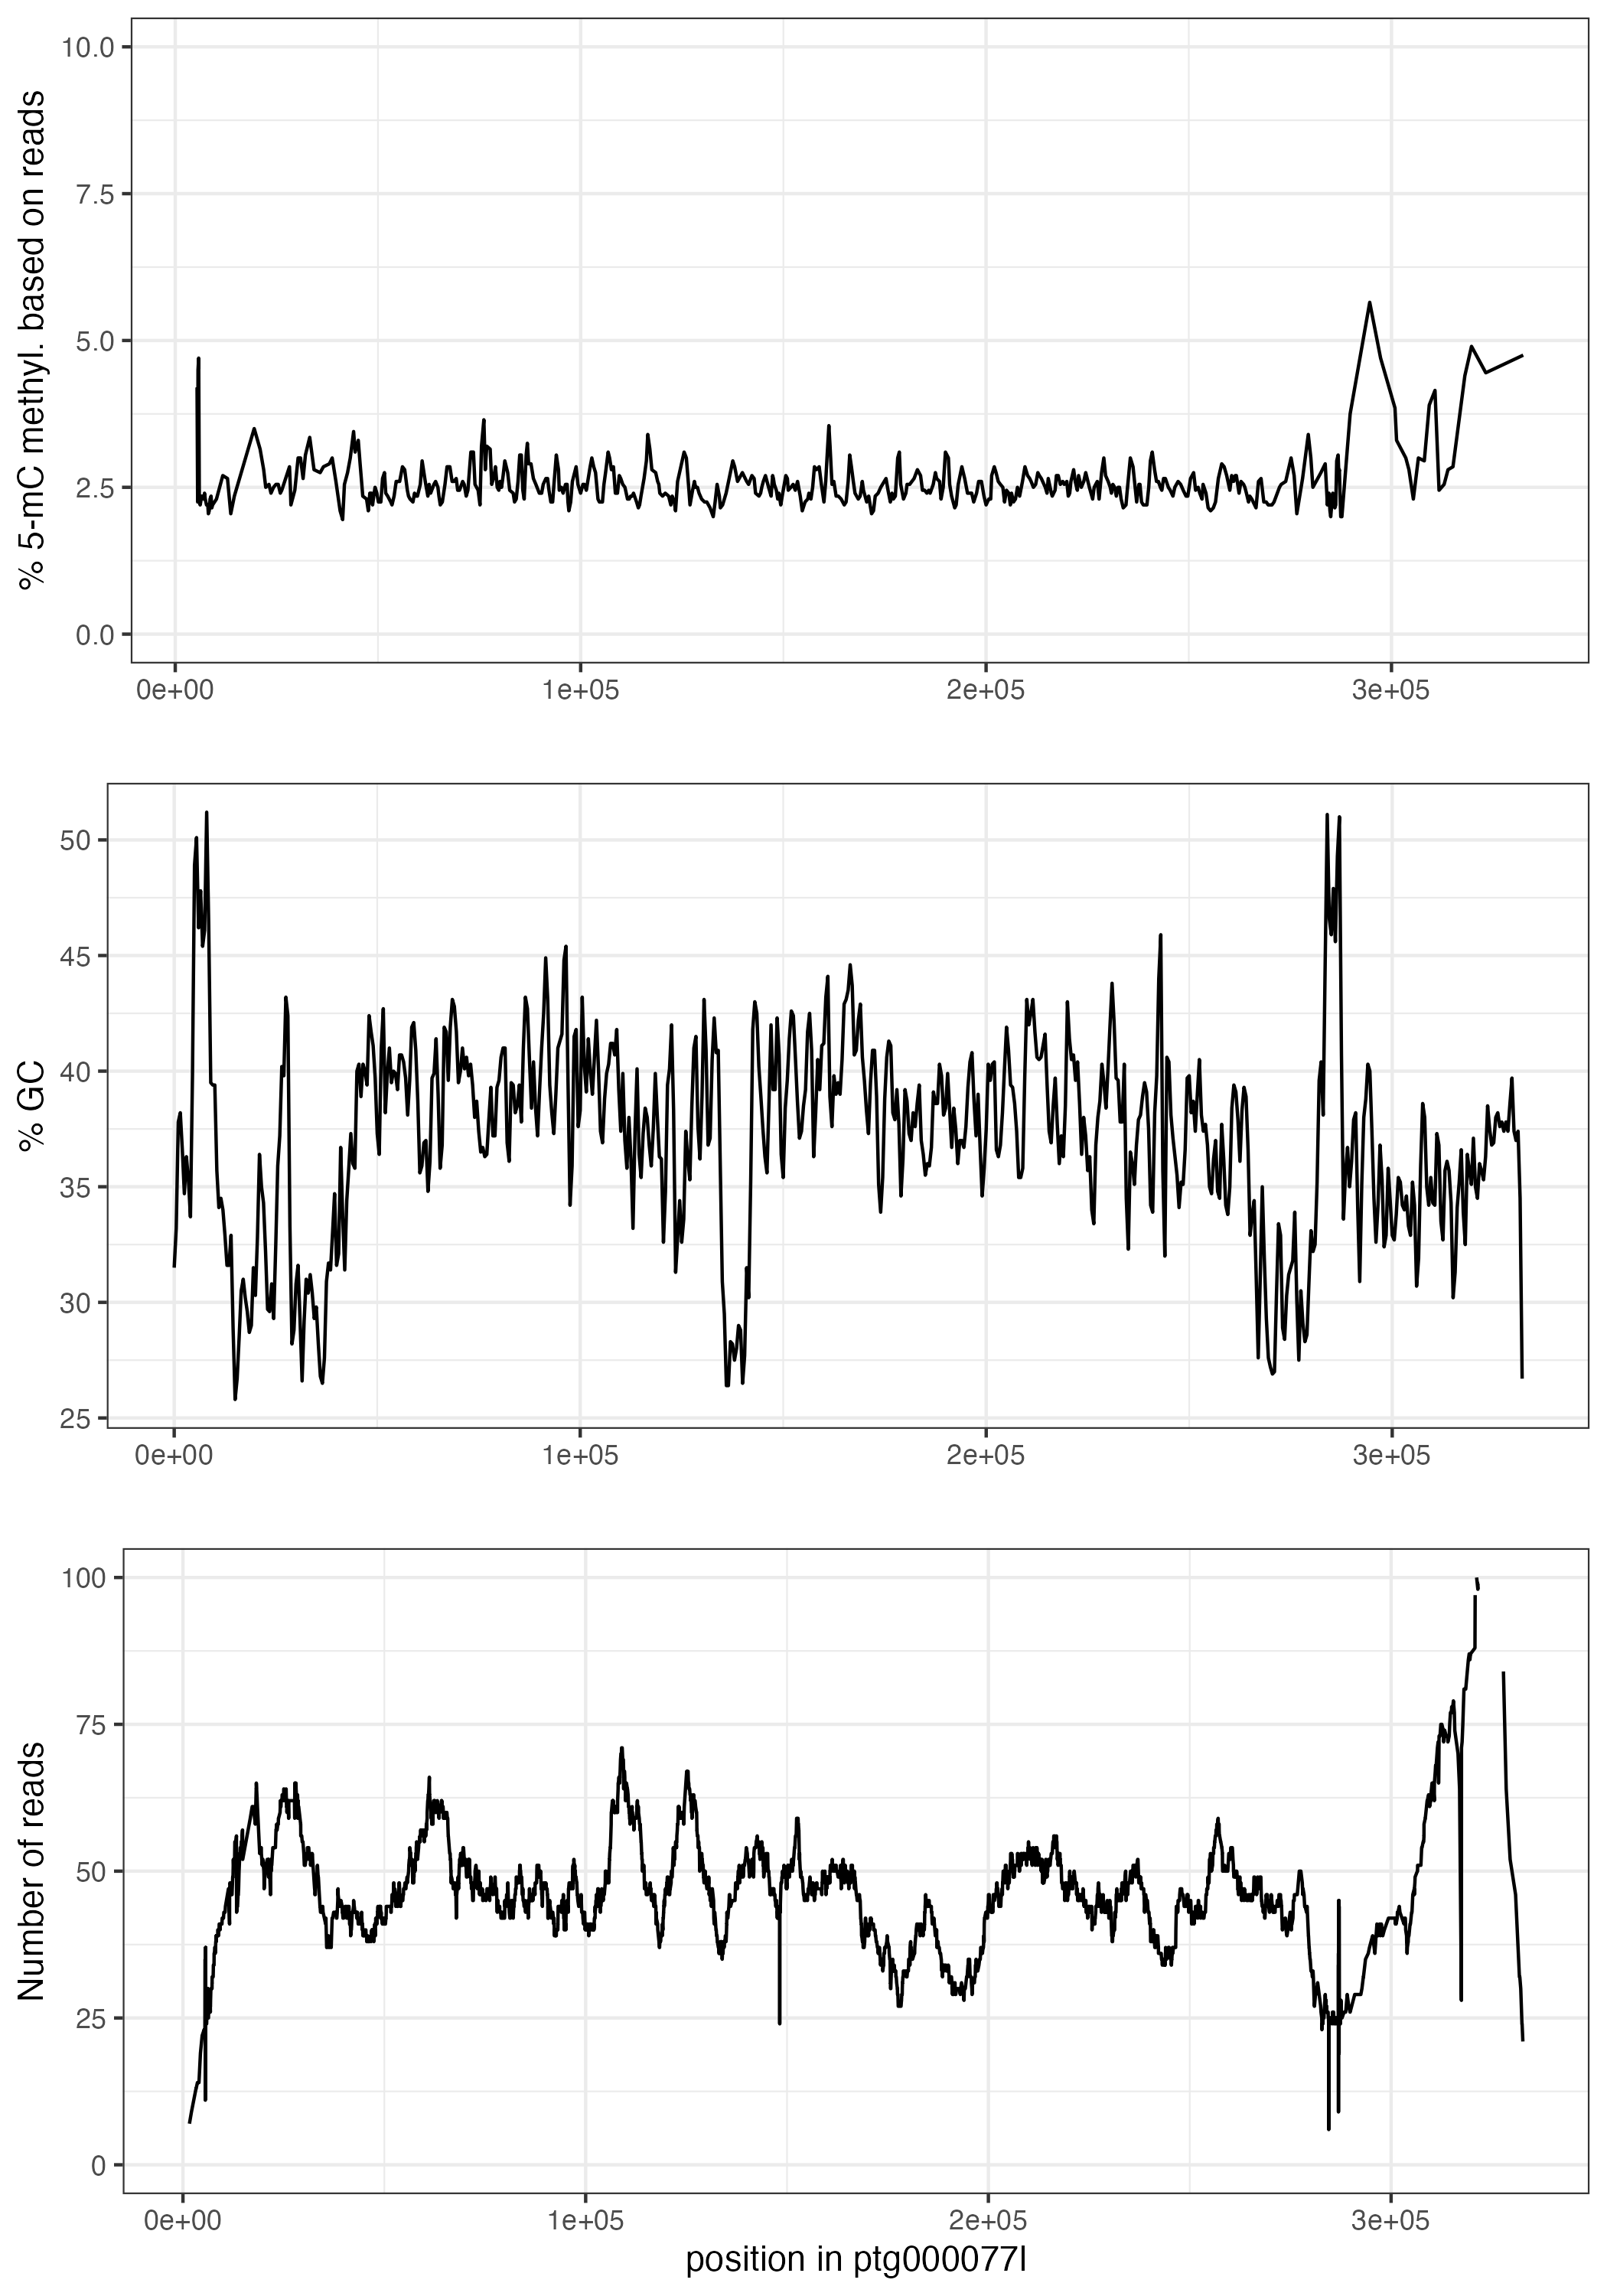 % 5-mC methyl. based on reads
10.0
7.5
5.0
2.5
0.0
0e+00 1e+05 2e+05 3e+05
% GC
50
45
40
35
30
25
0e+00 1e+05 2e+05 3e+05
Number of reads
100
75
50
25
0
0e+00 1e+05 2e+05 3e+05
position in ptg000077l